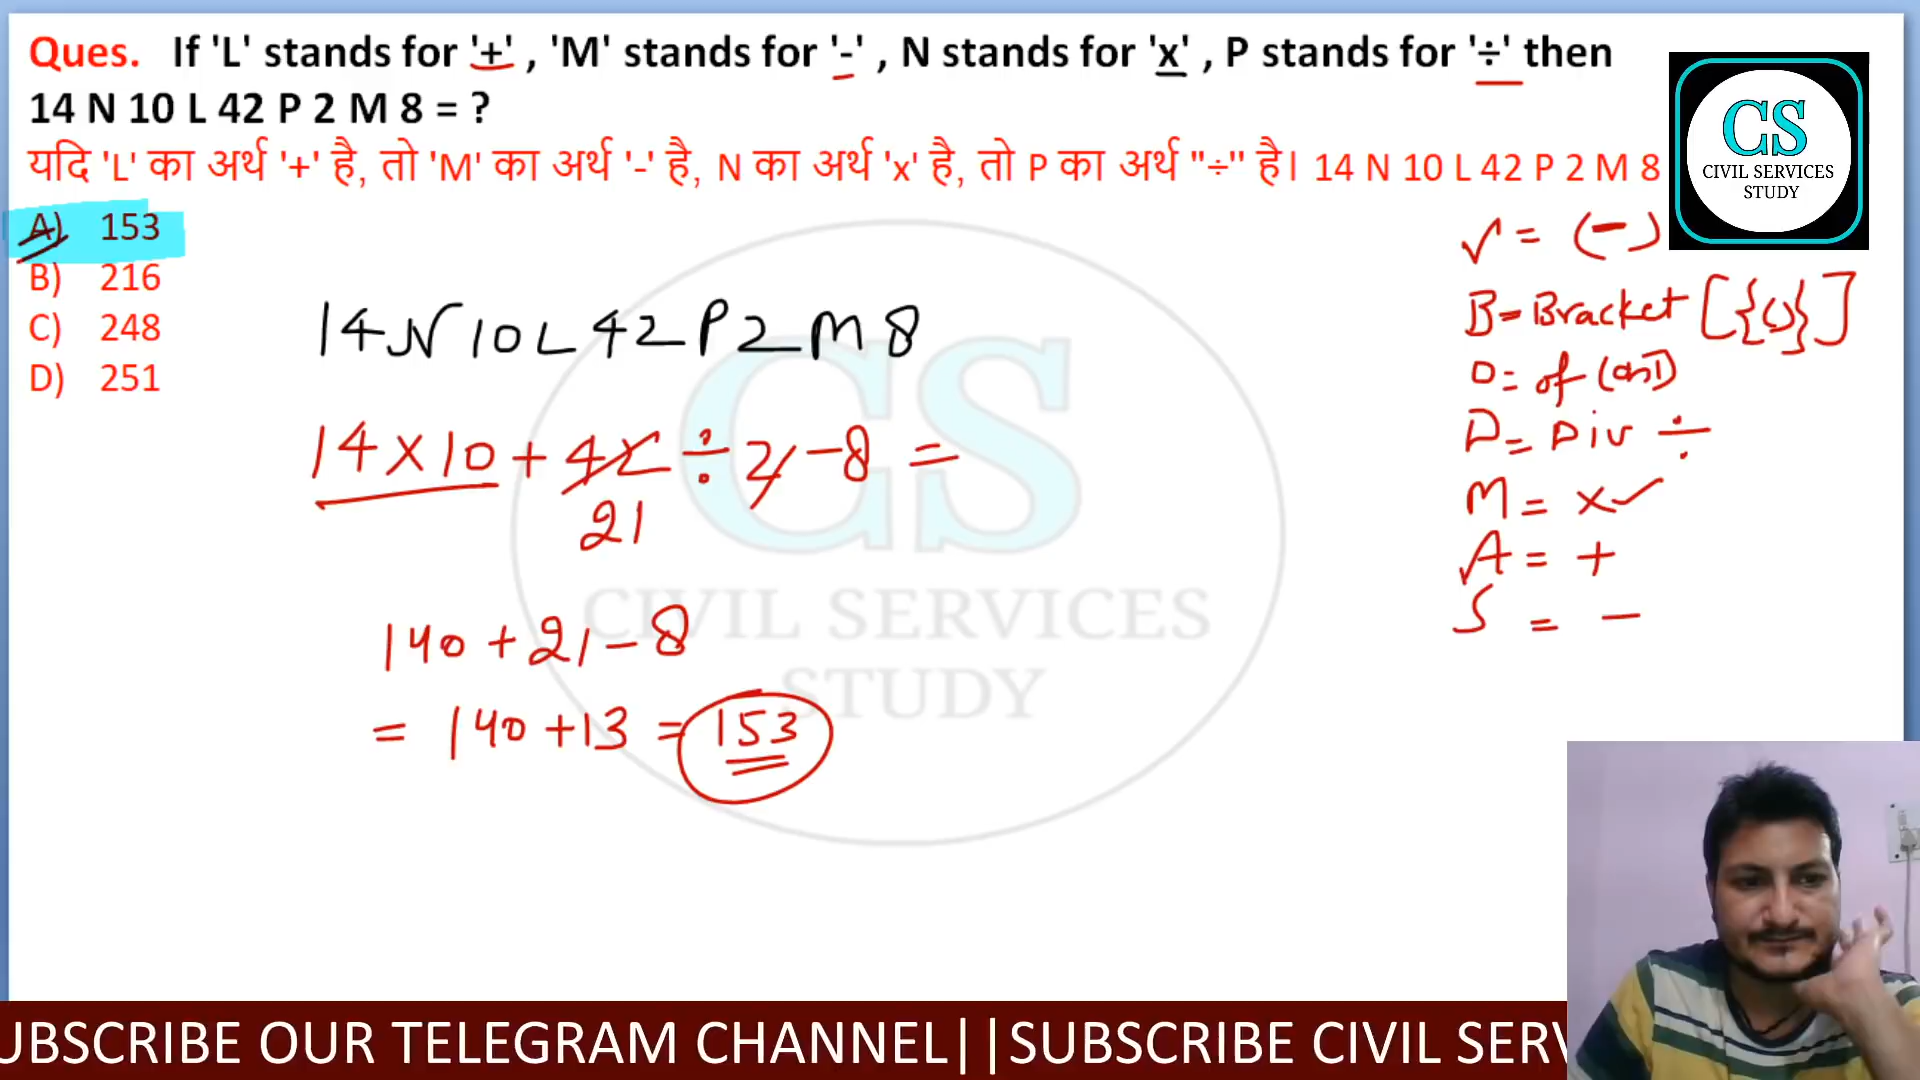 Ques. If 'L' stands for '+' , 'M' stands for '-' , N stands for 'x' , P stands for '÷' then
14 N 10 L 42 P 2 M 8 = ?
यदि 'L' का अर्थ '+' है, तो 'M' का अर्थ '-' है, N का अर्थ 'x' है, तो P का अर्थ "÷" है। 14 N 10 L 42 P 2 M 8
CS
CIVIL SERVICES
STUDY
A) 153
B) 216
C) 248
D) 251
14 N 10 L 42 P 2 M 8
14 × 10 + 42 ÷ 2 - 8 =
21
140 + 21 - 8
= 140 + 13 = 153
V = (-)
B = Bracket [{()}]
O = of
D = Div ÷
M = × ✓
A = +
S = -
CS
CIVIL SERVICES
STUDY
UBSCRIBE OUR TELEGRAM CHANNEL||SUBSCRIBE CIVIL SERV